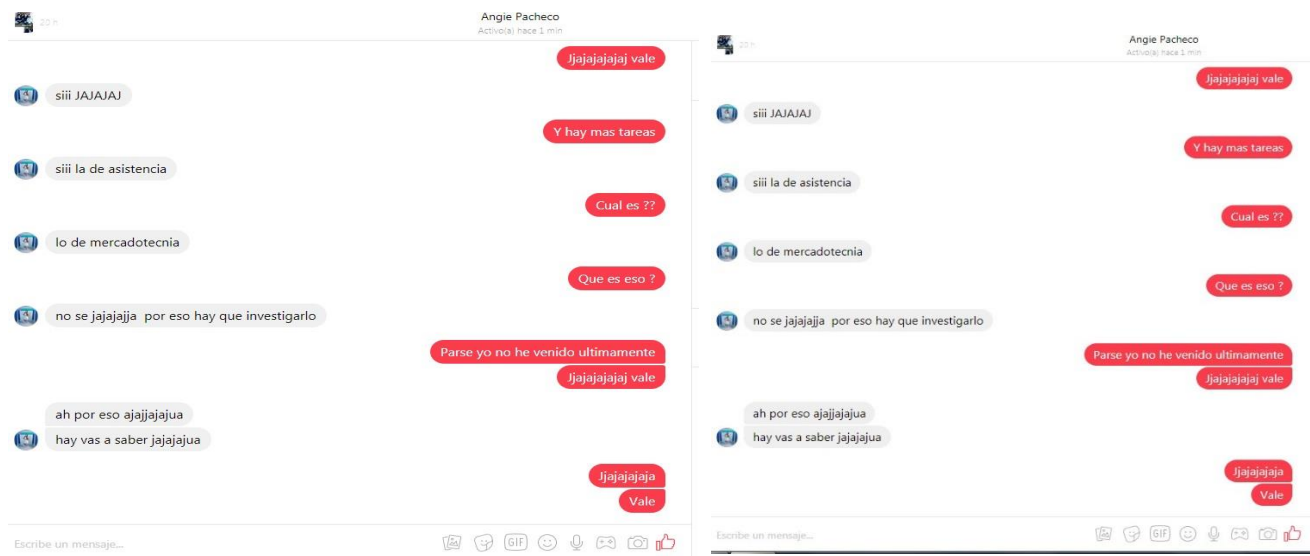 20 h
Angie Pacheco
Activo(a) hace 1 min
Jjajajajajaj vale
siii JAJAJAJ
Y hay mas tareas
siii la de asistencia
Cual es ??
lo de mercadotecnia
Que es eso ?
no se jajajajja por eso hay que investigarlo
Parse yo no he venido ultimamente
Jjajajajajaj vale
ah por eso ajajjajajua
hay vas a saber jajajajua
Jjajajajaja
Vale
Escribe un mensaje...
GIF
20 h
Angie Pacheco
Activo(a) hace 1 min
Jjajajajajaj vale
siii JAJAJAJ
Y hay mas tareas
siii la de asistencia
Cual es ??
lo de mercadotecnia
Que es eso ?
no se jajajajja por eso hay que investigarlo
Parse yo no he venido ultimamente
Jjajajajajaj vale
ah por eso ajajjajajua
hay vas a saber jajajajua
Jjajajajaja
Vale
Escribe un mensaje...
GIF